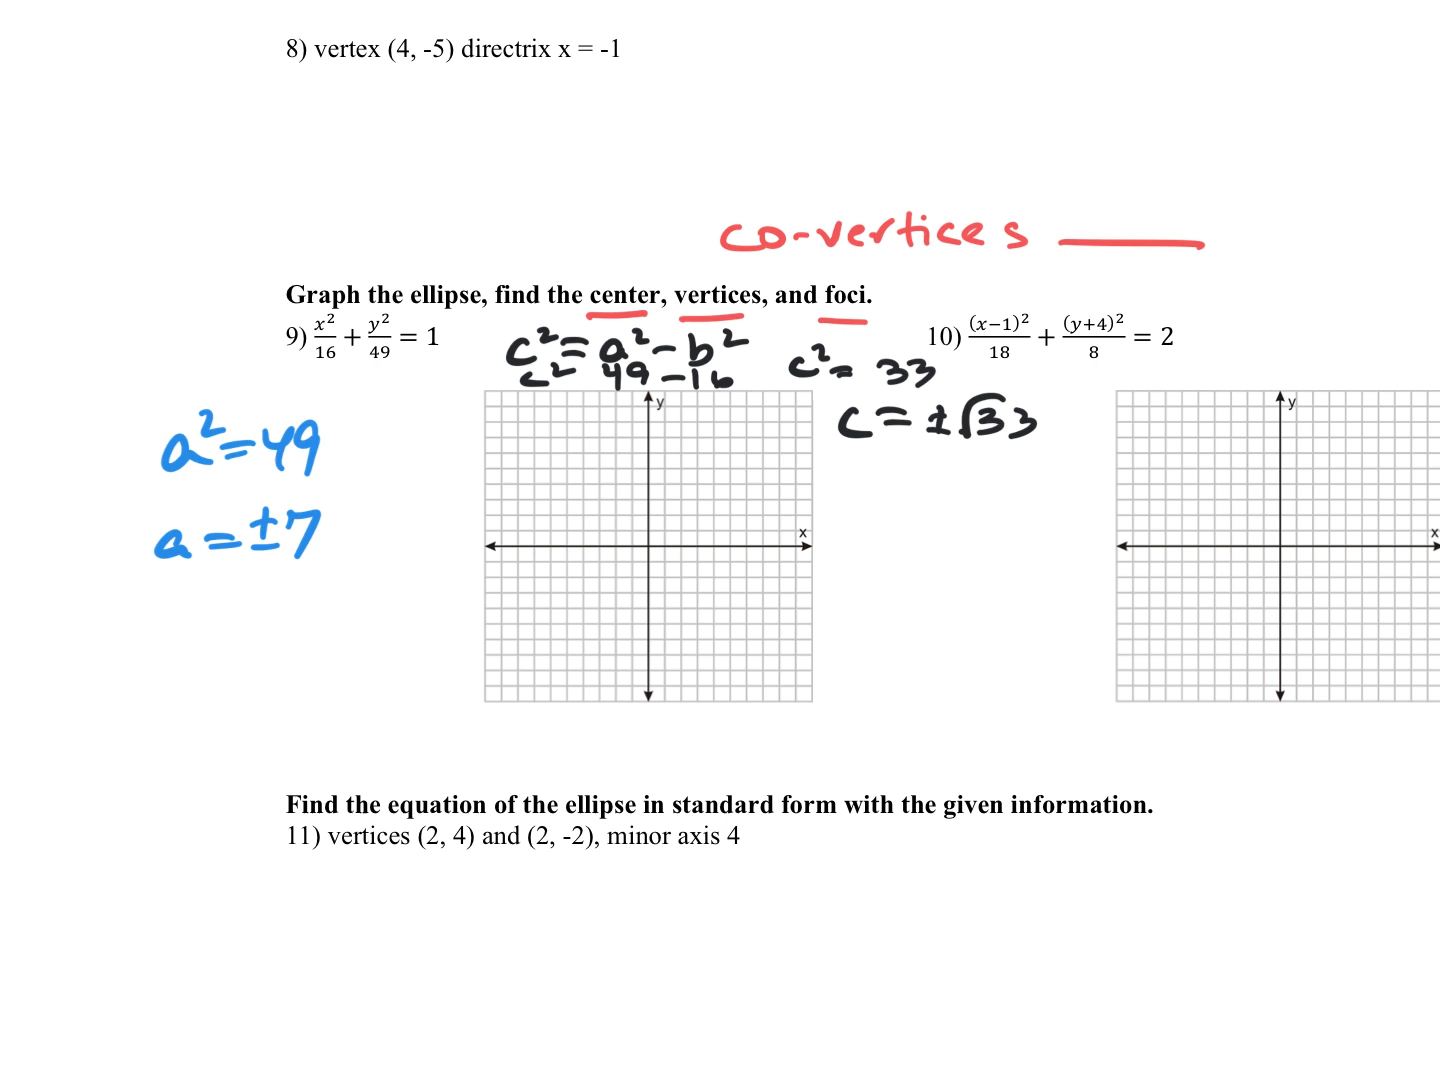 8) vertex (4, -5) directrix x = -1
co-vertices
Graph the ellipse, find the center, vertices, and foci.
9) x²/16 + y²/49 = 1
c² = a² - b²
c² 49 - 16
c² = 33
c = ±√33
10) (x−1)²/18 + (y+4)²/8 = 2
a² = 49
a = ±7
y
x
y
x
Find the equation of the ellipse in standard form with the given information.
11) vertices (2, 4) and (2, -2), minor axis 4